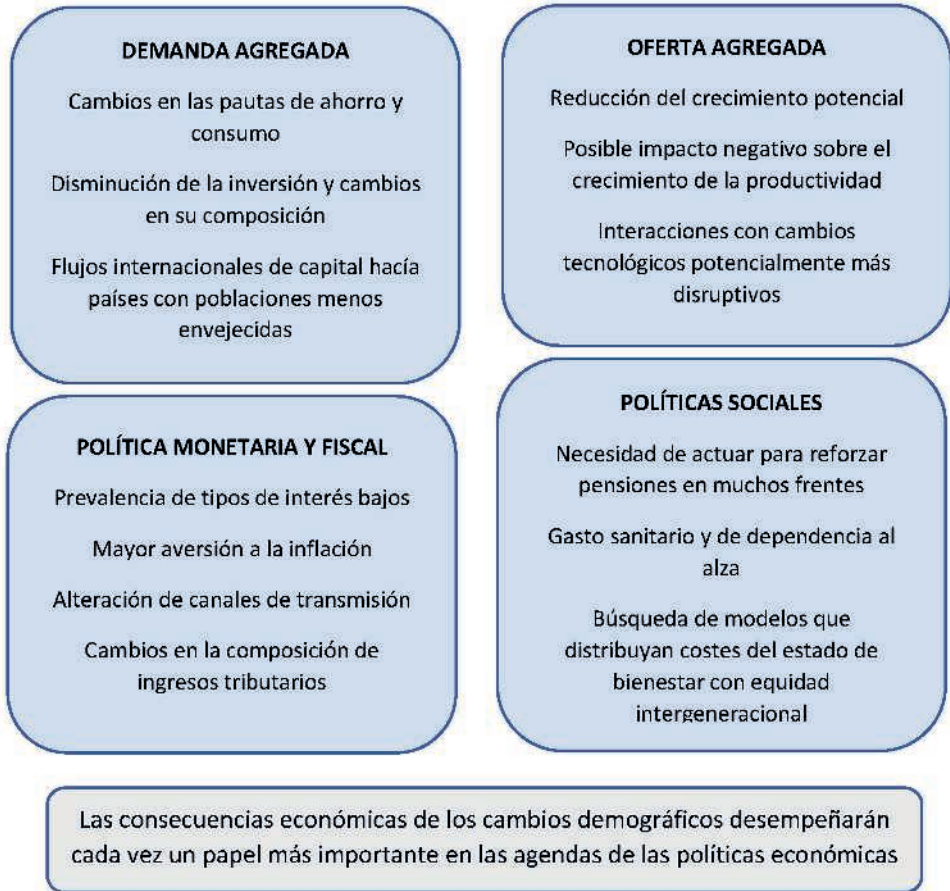 DEMANDA AGREGADA
Cambios en las pautas de ahorro y
consumo
Disminución de la inversión y cambios
en su composición
Flujos internacionales de capital hacía
países con poblaciones menos
envejecidas
OFERTA AGREGADA
Reducción del crecimiento potencial
Posible impacto negativo sobre el
crecimiento de la productividad
Interacciones con cambios
tecnológicos potencialmente más
disruptivos
POLÍTICA MONETARIA Y FISCAL
Prevalencia de tipos de interés bajos
Mayor aversión a la inflación
Alteración de canales de transmisión
Cambios en la composición de
ingresos tributarios
POLÍTICAS SOCIALES
Necesidad de actuar para reforzar
pensiones en muchos frentes
Gasto sanitario y de dependencia al
alza
Búsqueda de modelos que
distribuyan costes del estado de
bienestar con equidad
intergeneracional
Las consecuencias económicas de los cambios demográficos desempeñarán
cada vez un papel más importante en las agendas de las políticas económicas